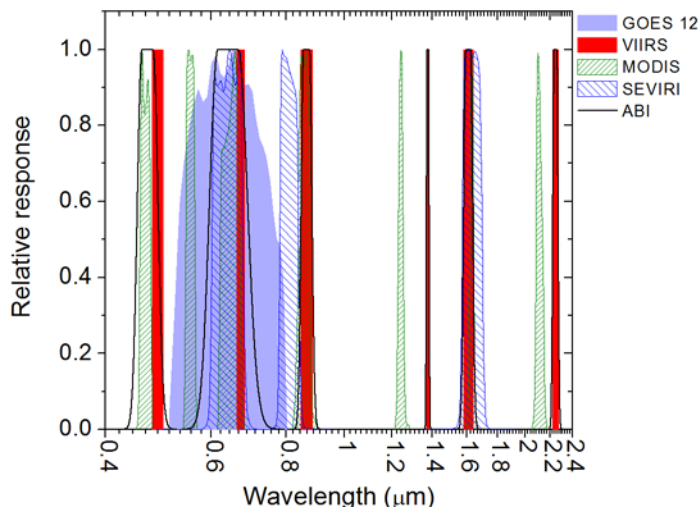 GOES 12
VIIRS
MODIS
SEVIRI
ABI
Relative response
1.0
0.8
0.6
0.4
0.2
0.0
0.4
0.6
0.8
1
1.2
1.4
1.6
1.8
2
2.2
2.4
Wavelength (μm)